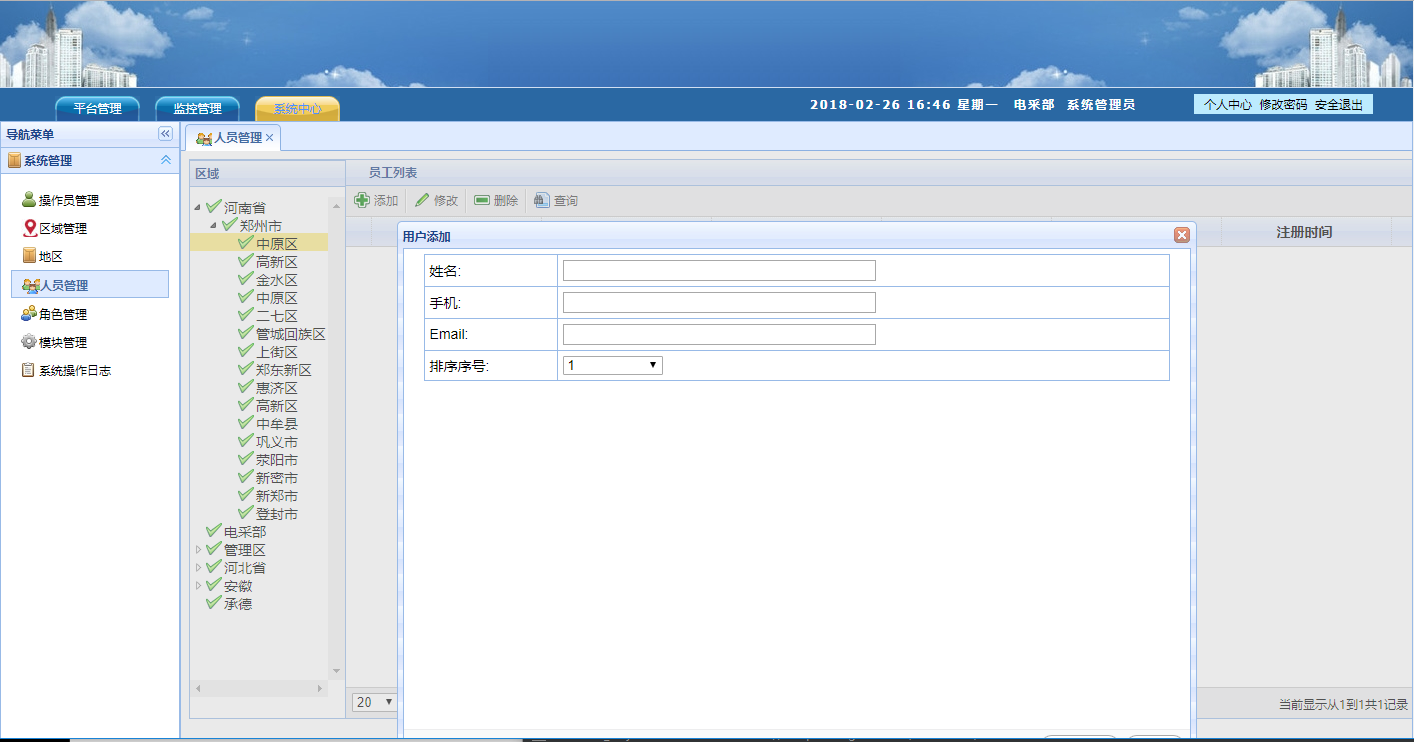 平台管理 监控管理 系统中心 2018-02-26 16:46 星期一 电采部 系统管理员 个人中心 修改密码 安全退出
导航菜单
系统管理
操作员管理
区域管理
地区
人员管理
角色管理
模块管理
系统操作日志
人员管理
区域
河南省
郑州市
中原区
高新区
金水区
中原区
二七区
管城回族区
上街区
郑东新区
惠济区
高新区
中牟县
巩义市
荥阳市
新密市
新郑市
登封市
电采部
管理区
河北省
安徽
承德
员工列表
添加 修改 删除 查询
注册时间
用户添加
姓名:
手机:
Email:
排序序号: 1
20
当前显示从1到1共1记录